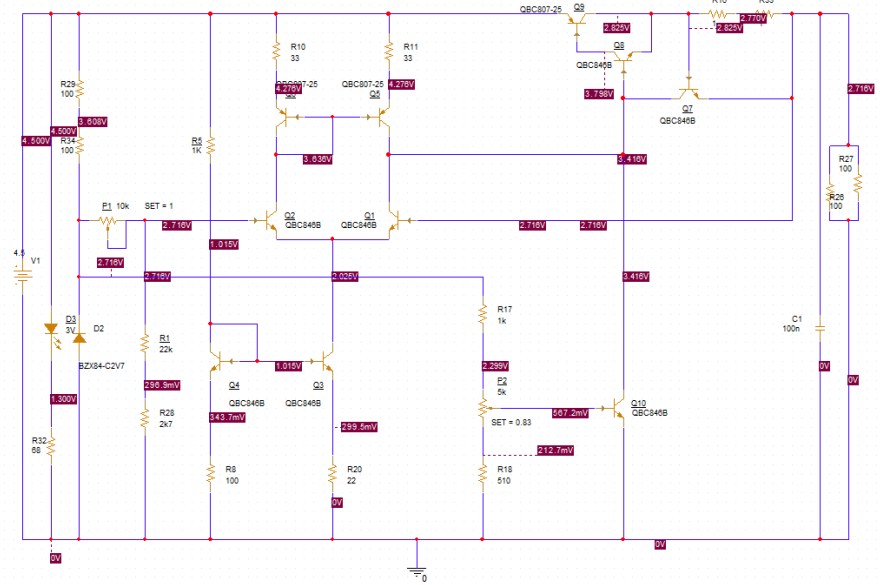 QBC807-25
Q9
R10
33
R11
33
2.825V
2.770V
2.825V
Q8
QBC846B
R29
100
QBC807-25
QBC807-25
4.276V
4.276V
Q5
3.798V
2.716V
Q7
QBC846B
3.608V
4.500V
4.500V
R34
100
R5
1K
3.636V
3.416V
R27
100
R26
100
P1
10k
SET = 1
2.716V
Q2
QBC846B
Q1
QBC846B
2.716V
2.716V
1.015V
4.5
V1
2.716V
2.716V
2.025V
3.416V
R17
1k
D3
3V
D2
BZX84-C2V7
R1
22k
C1
100n
1.015V
2.299V
0V
0V
296.9mV
Q4
QBC846B
Q3
QBC846B
P2
5k
SET = 0.83
1.300V
343.7mV
R28
2k7
299.5mV
567.2mV
Q10
QBC846B
R32
68
212.7mV
R8
100
R20
22
R18
510
0V
0V
0V
0